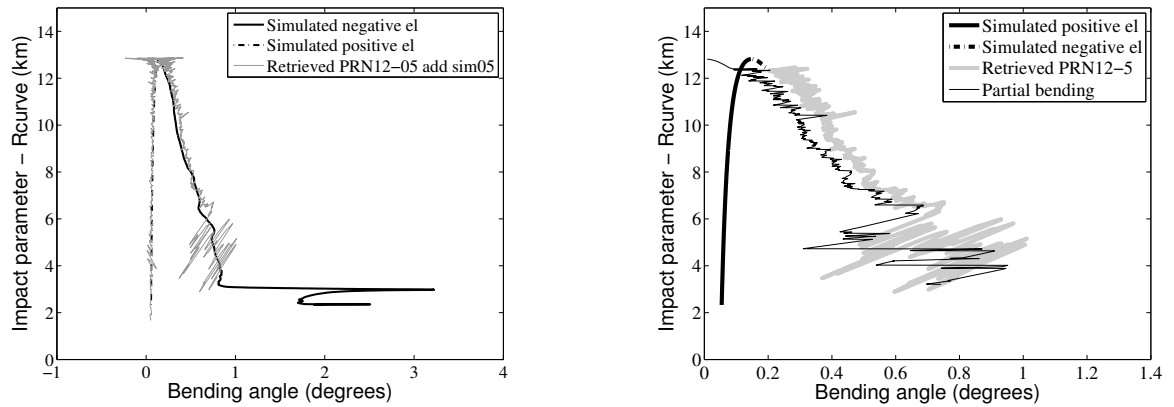 14
12
10
8
6
4
2
0
Impact parameter − Rcurve (km)
−1
0
1
2
3
4
Bending angle (degrees)
Simulated negative el
Simulated positive el
Retrieved PRN12−05 add sim05
14
12
10
8
6
4
2
0
Impact parameter − Rcurve (km)
0
0.2
0.4
0.6
0.8
1
1.2
1.4
Bending angle (degrees)
Simulated positive el
Simulated negative el
Retrieved PRN12−5
Partial bending